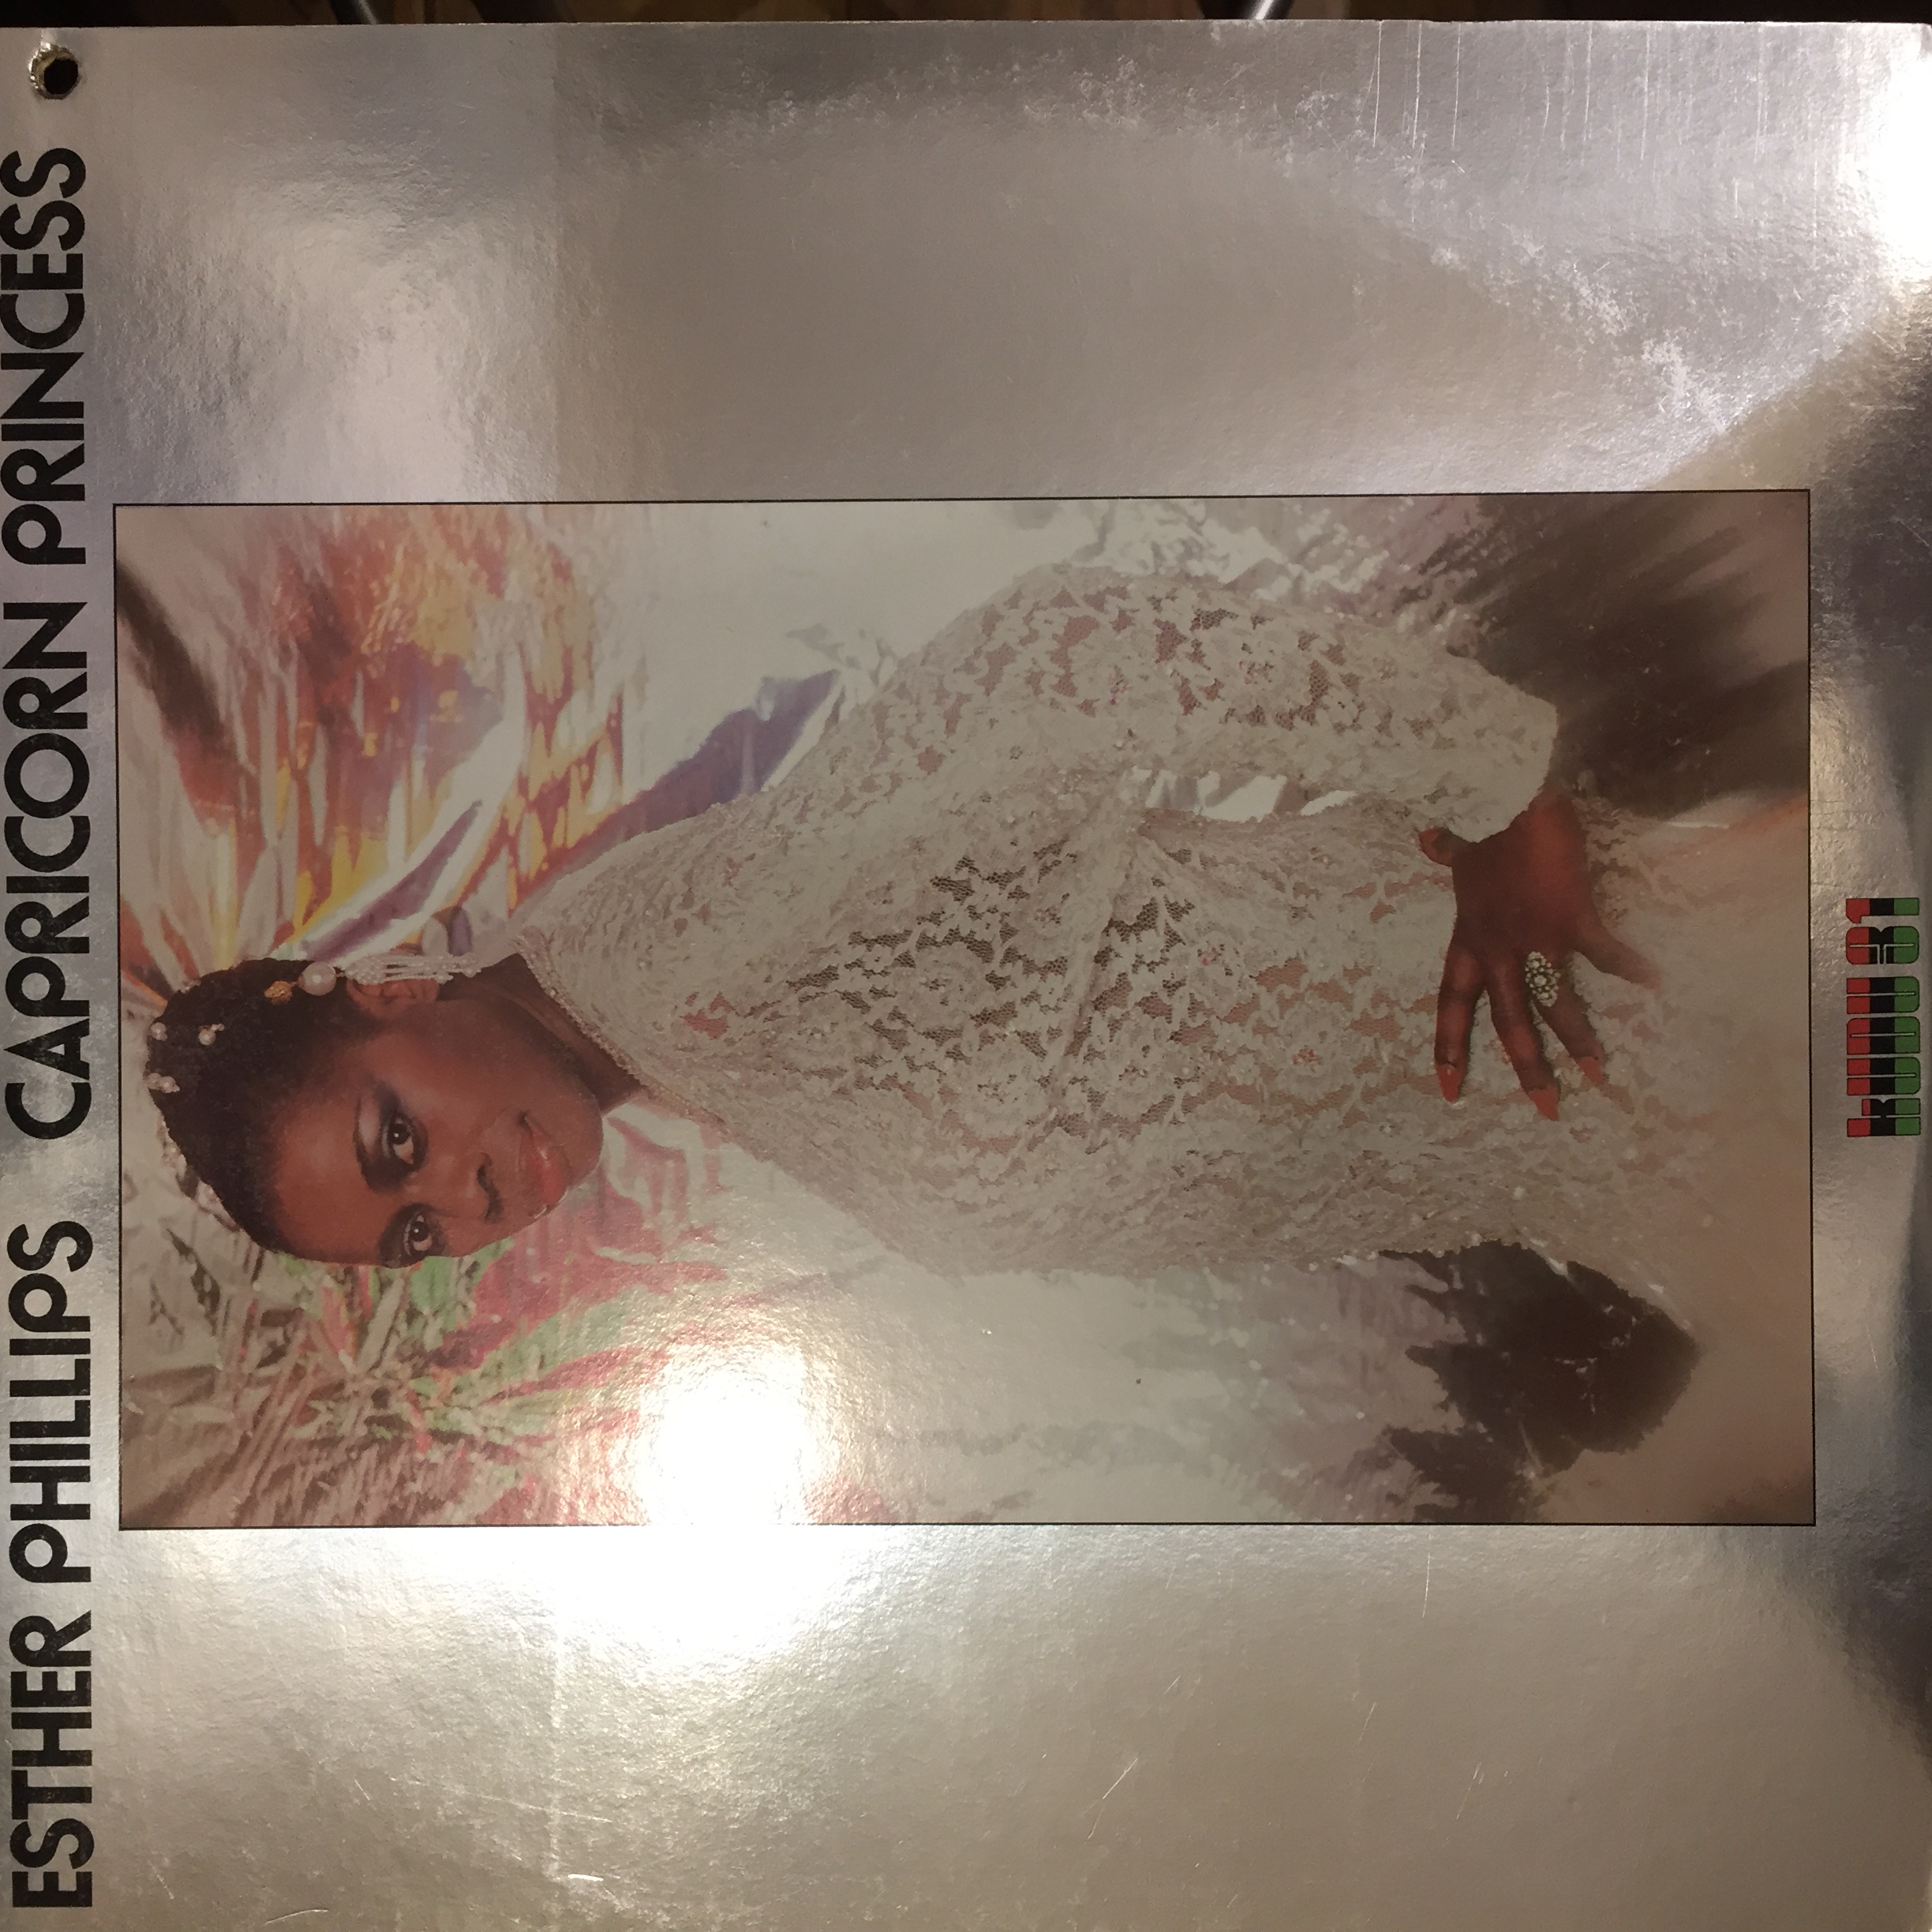 ESTHER PHILLIPS CAPRICORN PRINCESS
KUDU 31